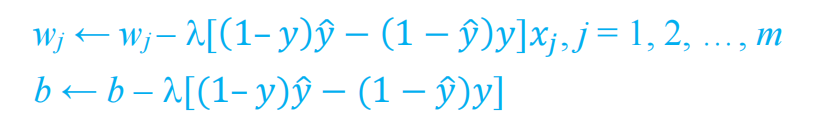 wⱼ ← wⱼ – λ[(1– y)ŷ – (1 – ŷ)y]xⱼ, j = 1, 2, …, m
b ← b – λ[(1– y)ŷ – (1 – ŷ)y]